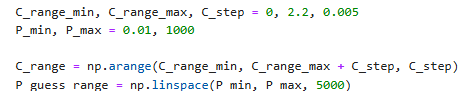 C_range_min, C_range_max, C_step = 0, 2.2, 0.005
P_min, P_max = 0.01, 1000
C_range = np.arange(C_range_min, C_range_max + C_step, C_step)
P_guess_range = np.linspace(P_min, P_max, 5000)